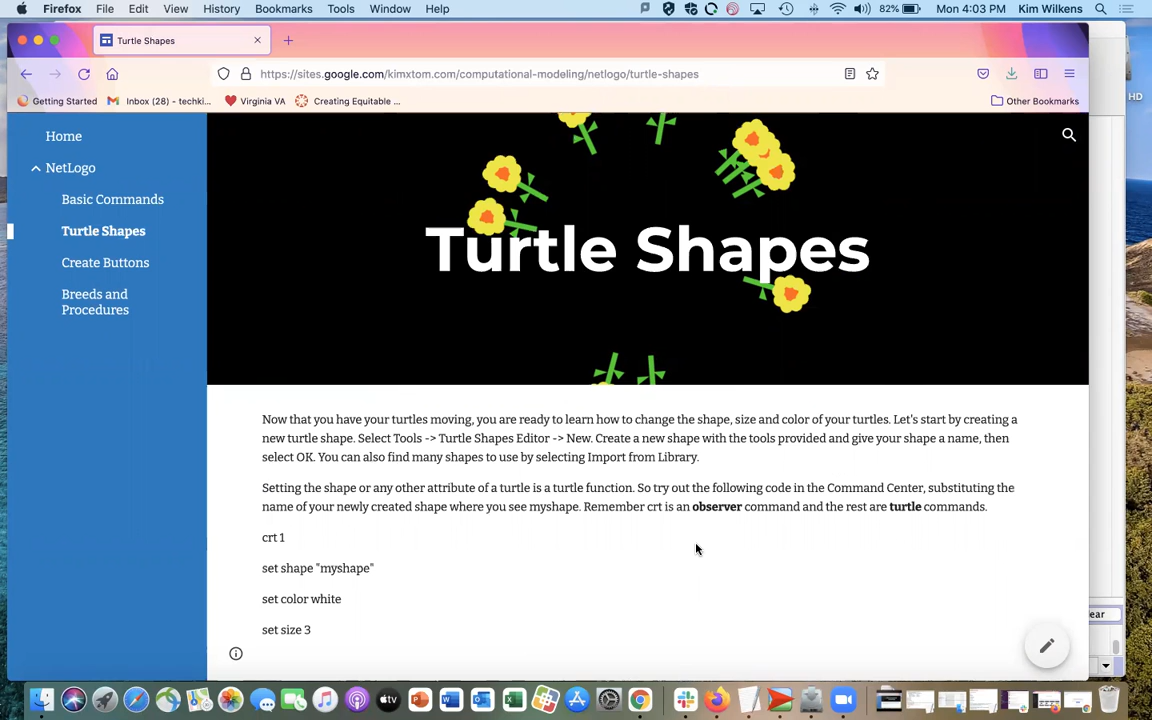 Firefox File Edit View History Bookmarks Tools Window Help 82% Mon 4:03 PM Kim Wilkens
Turtle Shapes
https://sites.google.com/kimxtom.com/computational-modeling/netlogo/turtle-shapes
Getting Started Inbox (28) - techki... Virginia VA Creating Equitable ... Other Bookmarks
HD
Home
NetLogo
Basic Commands
Turtle Shapes
Create Buttons
Breeds and
Procedures
Turtle Shapes
Now that you have your turtles moving, you are ready to learn how to change the shape, size and color of your turtles. Let's start by creating a
new turtle shape. Select Tools -> Turtle Shapes Editor -> New. Create a new shape with the tools provided and give your shape a name, then
select OK. You can also find many shapes to use by selecting Import from Library.
Setting the shape or any other attribute of a turtle is a turtle function. So try out the following code in the Command Center, substituting the
name of your newly created shape where you see myshape. Remember crt is an observer command and the rest are turtle commands.
crt 1
set shape "myshape"
set color white
set size 3
ear
tv